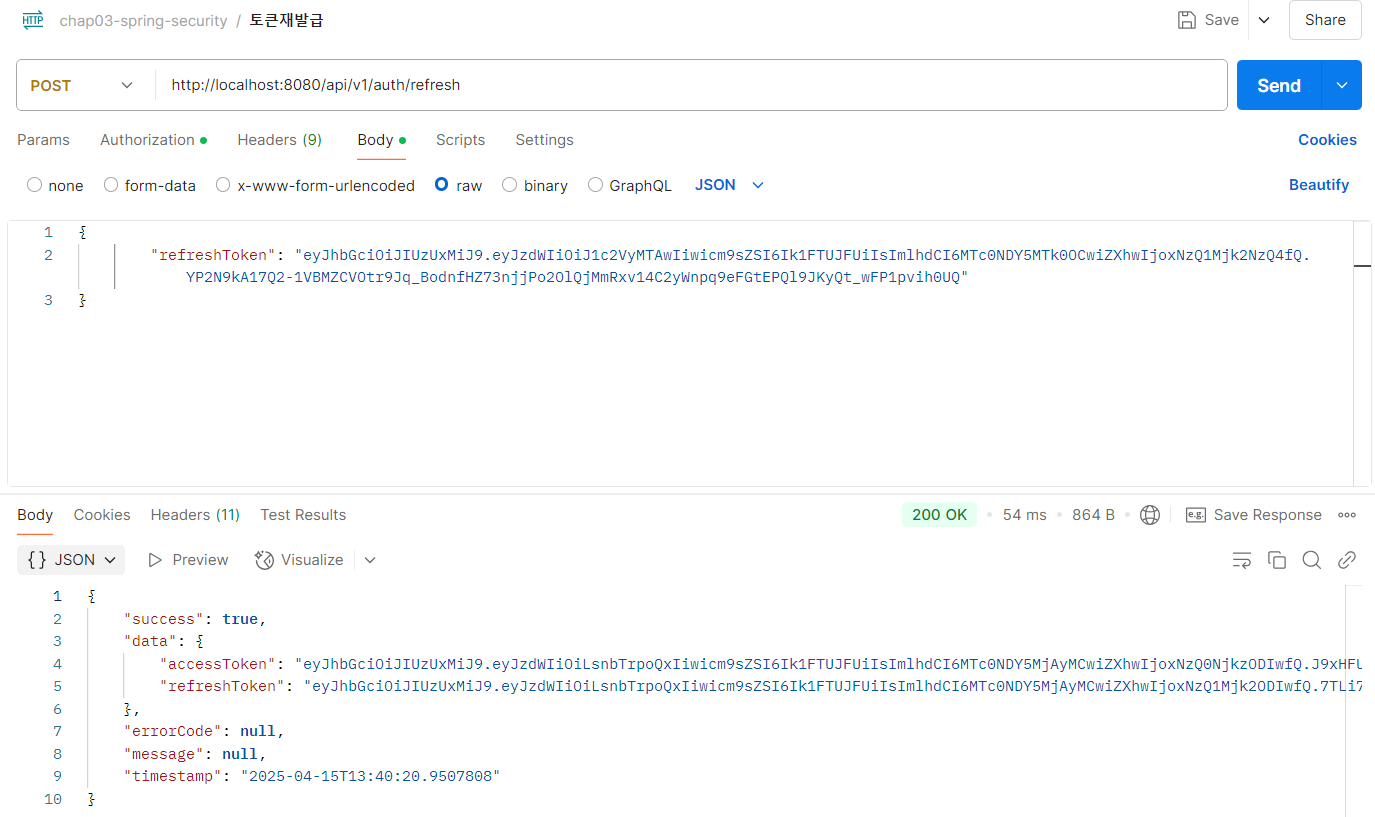 HTTP chap03-spring-security / 토큰재발급 Save Share
POST http://localhost:8080/api/v1/auth/refresh Send
Params Authorization Headers (9) Body Scripts Settings Cookies
none form-data x-www-form-urlencoded raw binary GraphQL JSON Beautify
1 {
2 "refreshToken": "eyJhbGciOiJIUzUxMiJ9.eyJzdWIiOiJ1c2VyMTAwIiwicm9sZSI6Ik1FTUJFUiIsImlhdCI6MTc0NDY5MTk0OCwiZXhwIjoxNzQ1Mjk2NzQ4fQ.
YP2N9kA17Q2-1VBMZCVOtr9Jq_BodnfHZ73njjPo2OlQjMmRxv14C2yWnpq9eFGtEPQl9JKyQt_wFP1pvih0UQ"
3 }
Body Cookies Headers (11) Test Results 200 OK 54 ms 864 B e.g. Save Response
{} JSON Preview Visualize
1 {
2 "success": true,
3 "data": {
4 "accessToken": "eyJhbGciOiJIUzUxMiJ9.eyJzdWIiOiLsnbTrpoQxIiwicm9sZSI6Ik1FTUJFUiIsImlhdCI6MTc0NDY5MjAyMCwiZXhwIjoxNzQ0NjkzODIwfQ.J9xHFU
5 "refreshToken": "eyJhbGciOiJIUzUxMiJ9.eyJzdWIiOiLsnbTrpoQxIiwicm9sZSI6Ik1FTUJFUiIsImlhdCI6MTc0NDY5MjAyMCwiZXhwIjoxNzQ1Mjk2ODIwfQ.7TLi7
6 },
7 "errorCode": null,
8 "message": null,
9 "timestamp": "2025-04-15T13:40:20.9507808"
10 }